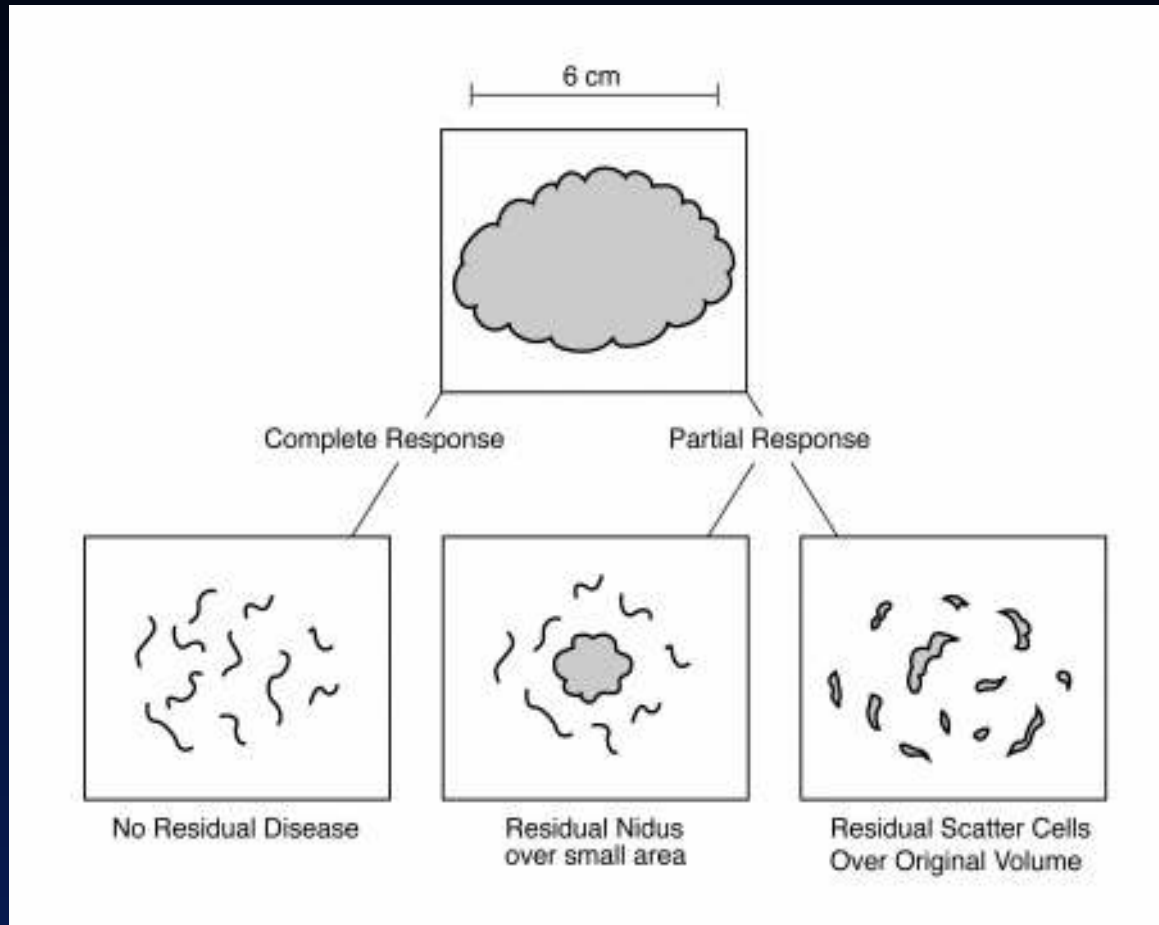 6 cm
Complete Response
Partial Response
No Residual Disease
Residual Nidus
over small area
Residual Scatter Cells
Over Original Volume